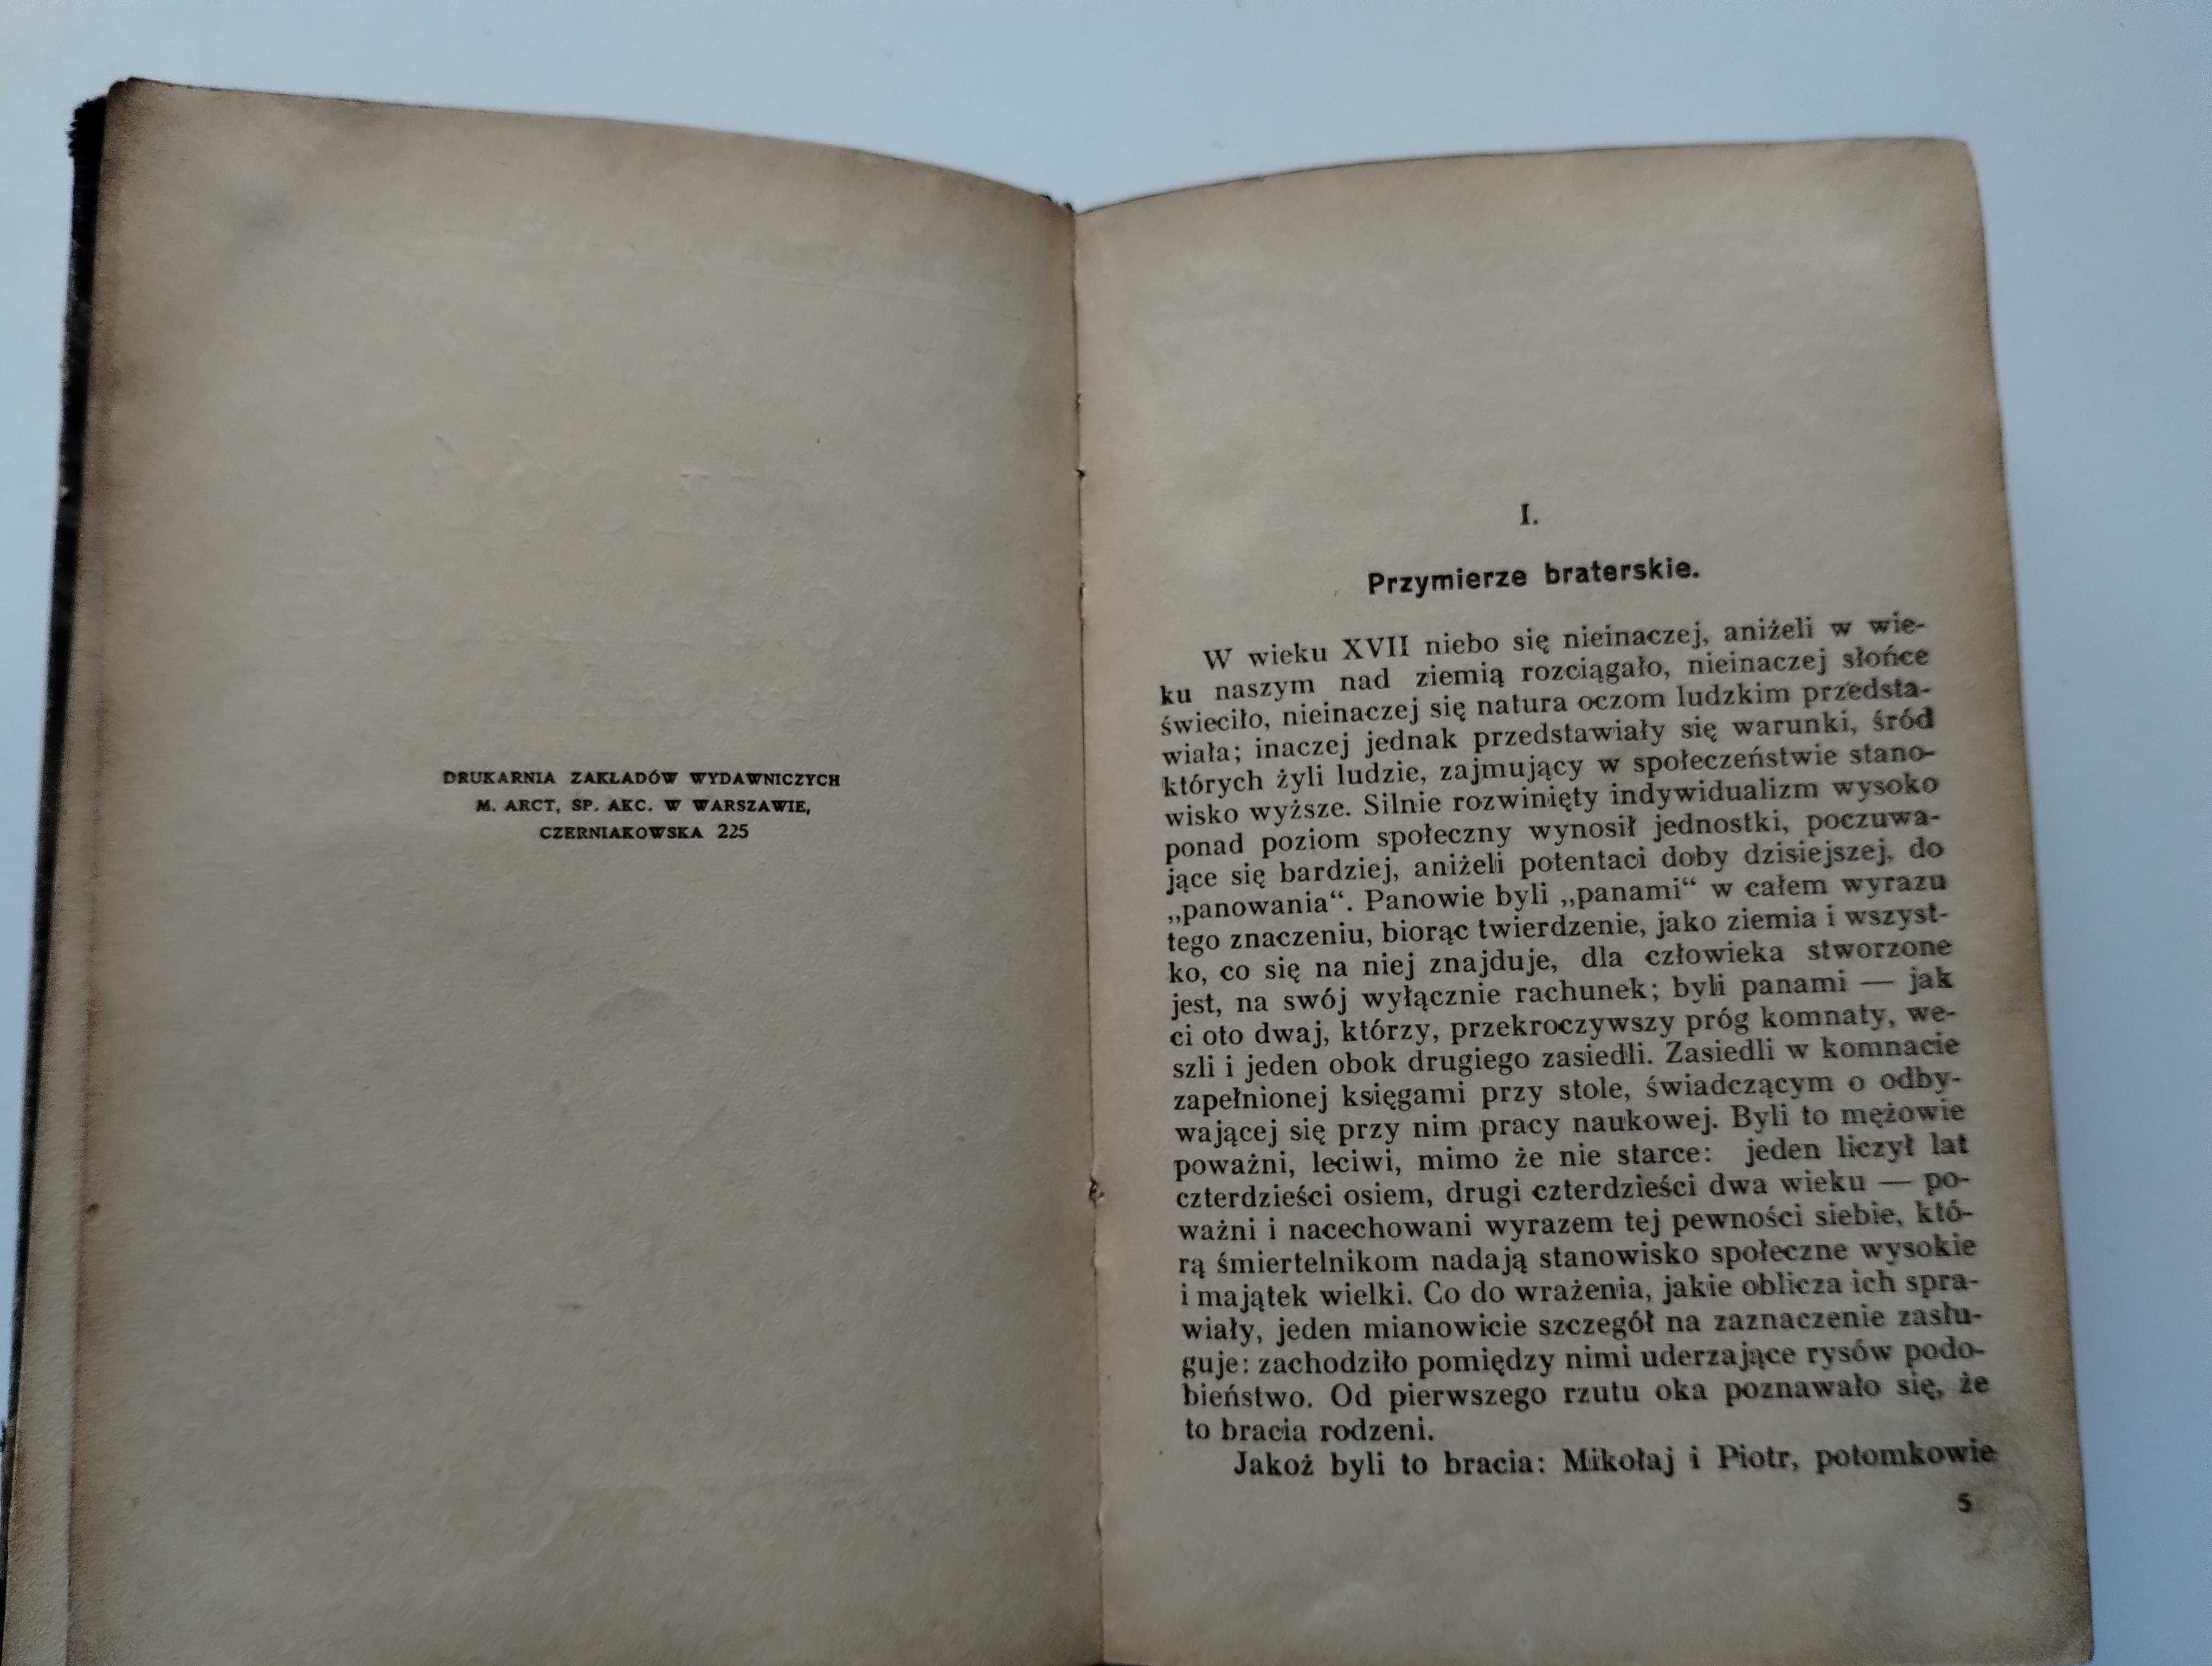 DRUKARNIA ZAKŁADÓW WYDAWNICZYCH
M. ARCT, SP. AKC. W WARSZAWIE,
CZERNIAKOWSKA 225
I.
Przymierze braterskie.
W wieku XVII niebo się nieinaczej, aniżeli w wie-
ku naszym nad ziemią rozciągało, nieinaczej słońce
świeciło, nieinaczej się natura oczom ludzkim przedsta-
wiała; inaczej jednak przedstawiały się warunki, śród
których żyli ludzie, zajmujący w społeczeństwie stano-
wisko wyższe. Silnie rozwinięty indywidualizm wysoko
ponad poziom społeczny wynosił jednostki, poczuwa-
jące się bardziej, aniżeli potentaci doby dzisiejszej, do
„panowania“. Panowie byli „panami“ w całem wyrazu
tego znaczeniu, biorąc twierdzenie, jako ziemia i wszyst-
ko, co się na niej znajduje, dla człowieka stworzone
jest, na swój wyłącznie rachunek; byli panami — jak
ci oto dwaj, którzy, przekroczywszy próg komnaty, we-
szli i jeden obok drugiego zasiedli. Zasiedli w komnacie
zapełnionej księgami przy stole, świadczącym o odby-
wającej się przy nim pracy naukowej. Byli to mężowie
poważni, leciwi, mimo że nie starce: jeden liczył lat
czterdzieści osiem, drugi czterdzieści dwa wieku — po-
ważni i nacechowani wyrazem tej pewności siebie, któ-
rą śmiertelnikom nadają stanowisko społeczne wysokie
i majątek wielki. Co do wrażenia, jakie oblicza ich spra-
wiały, jeden mianowicie szczegół na zaznaczenie zasłu-
guje: zachodziło pomiędzy nimi uderzające rysów podo-
bieństwo. Od pierwszego rzutu oka poznawało się, że
to bracia rodzeni.
Jakoż byli to bracia: Mikołaj i Piotr, potomkowie
5